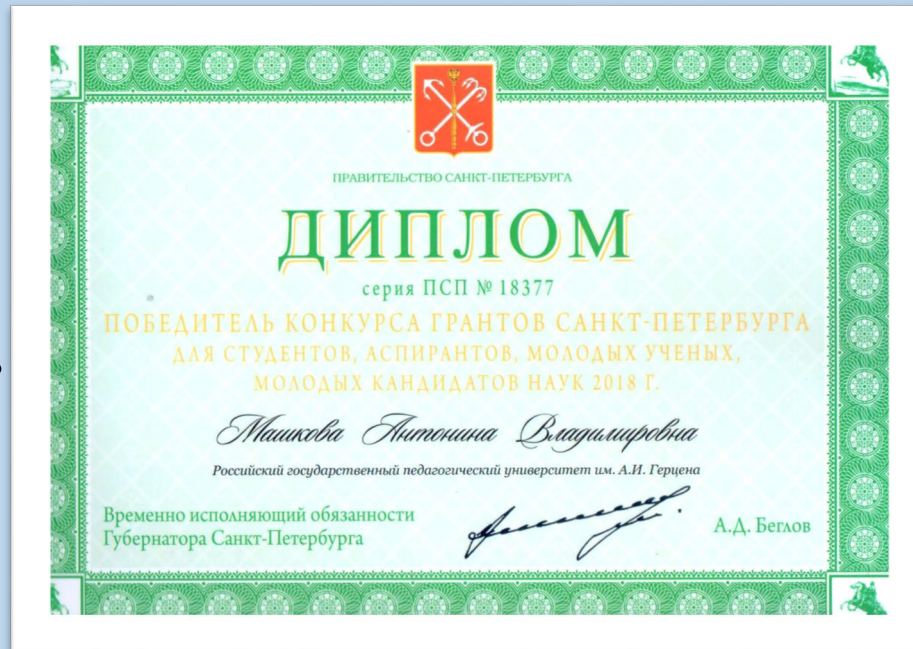 ПРАВИТЕЛЬСТВО САНКТ-ПЕТЕРБУРГА
ДИПЛОМ
серия ПСП № 18377
ПОБЕДИТЕЛЬ КОНКУРСА ГРАНТОВ САНКТ-ПЕТЕРБУРГА
ДЛЯ СТУДЕНТОВ, АСПИРАНТОВ, МОЛОДЫХ УЧЕНЫХ,
МОЛОДЫХ КАНДИДАТОВ НАУК 2018 Г.
Машкова Антонина Владимировна
Российский государственный педагогический университет им. А.И. Герцена
Временно исполняющий обязанности
Губернатора Санкт-Петербурга
А.Д. Беглов